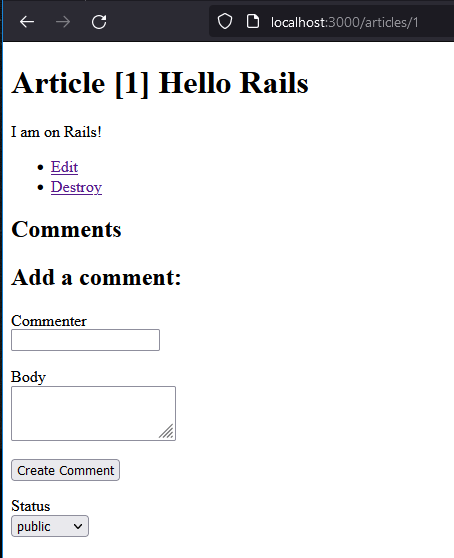 localhost:3000/articles/1
Article [1] Hello Rails
I am on Rails!
Edit
Destroy
Comments
Add a comment:
Commenter
Body
Create Comment
Status
public